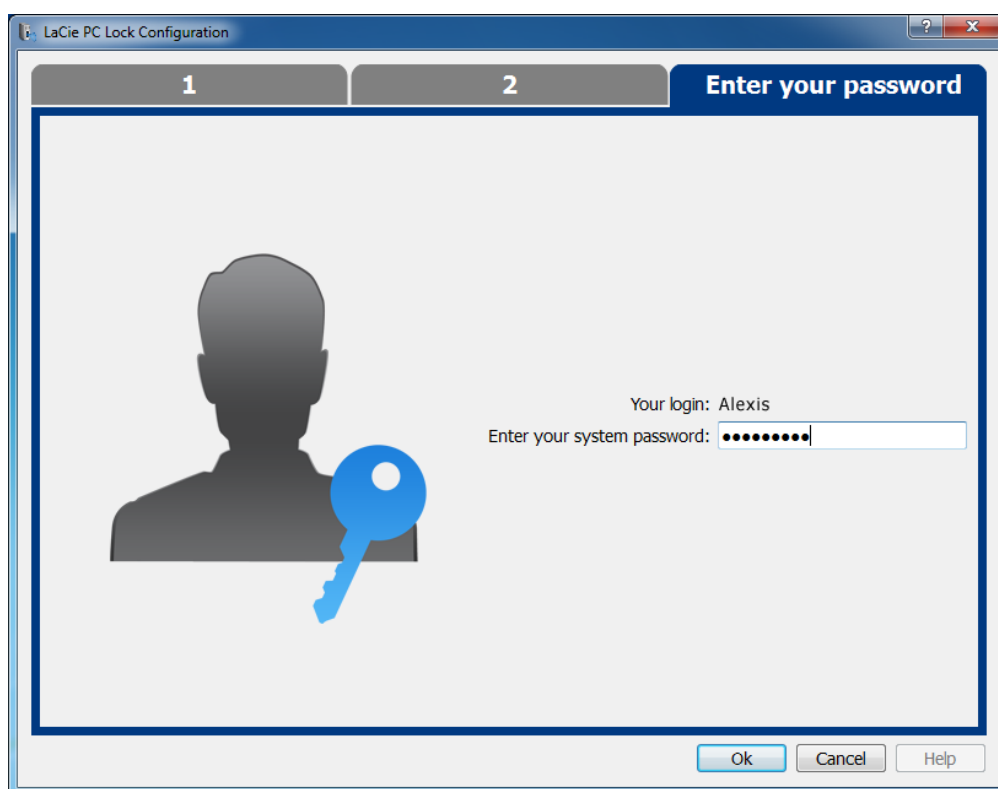 LaCie PC Lock Configuration
?
X
1
2
Enter your password
Your login: Alexis
Enter your system password: •••••••••
Ok
Cancel
Help